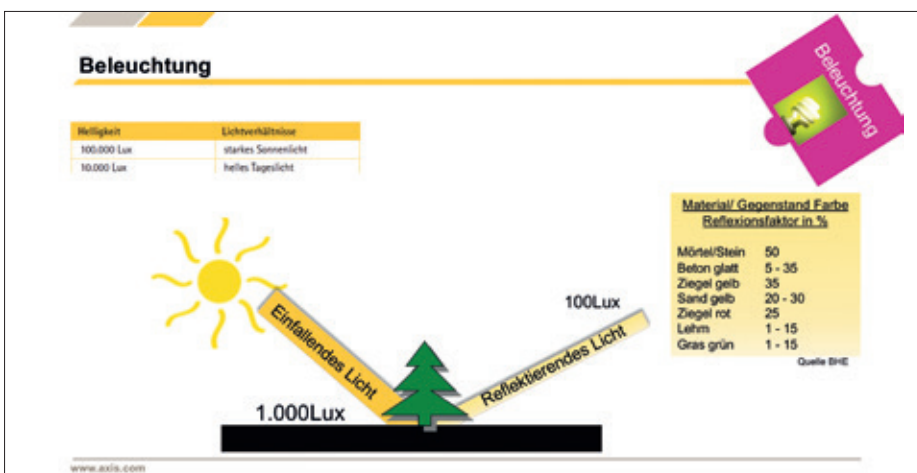 Beleuchtung
Beleuchtung
Helligkeit Lichtverhältnisse
100.000 Lux starkes Sonnenlicht
10.000 Lux helles Tageslicht
Material/ Gegenstand Farbe
Reflexionsfaktor in %
Mörtel/Stein 50
Beton glatt 5 - 35
Ziegel gelb 35
Sand gelb 20 - 30
Ziegel rot 25
Lehm 1 - 15
Gras grün 1 - 15
Quelle BHE
100Lux
Einfallendes Licht
Reflektierendes Licht
1.000Lux
www.axis.com